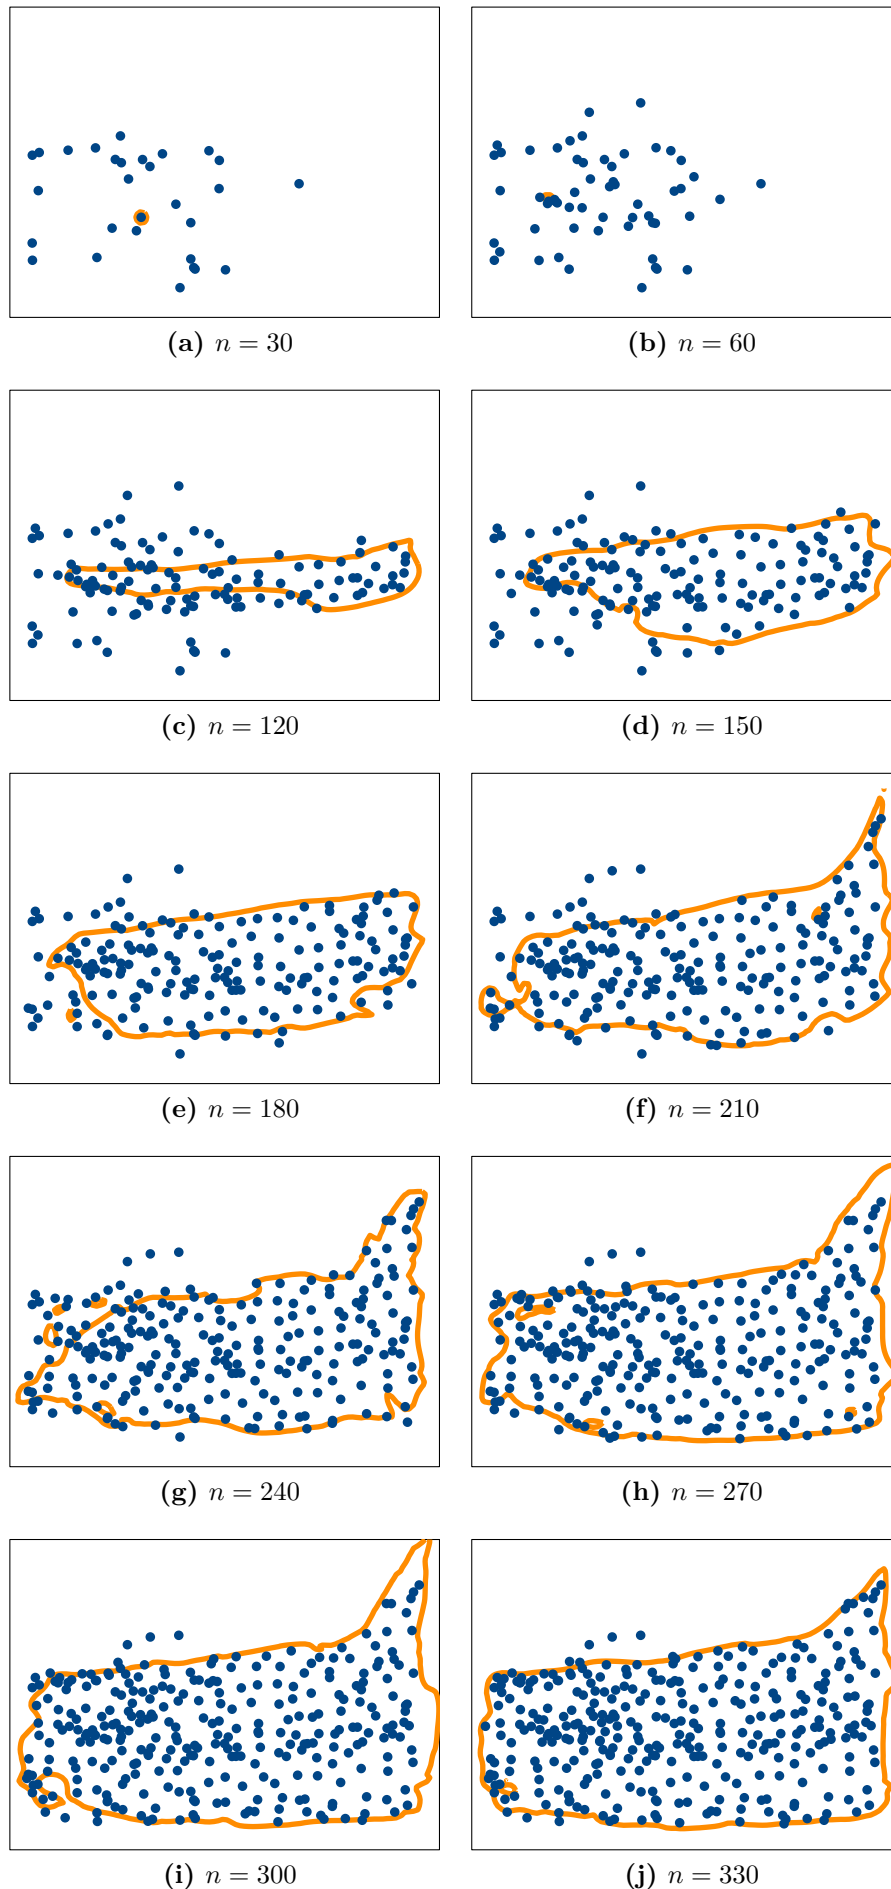 (a) n = 30
(b) n = 60
(c) n = 120
(d) n = 150
(e) n = 180
(f) n = 210
(g) n = 240
(h) n = 270
(i) n = 300
(j) n = 330